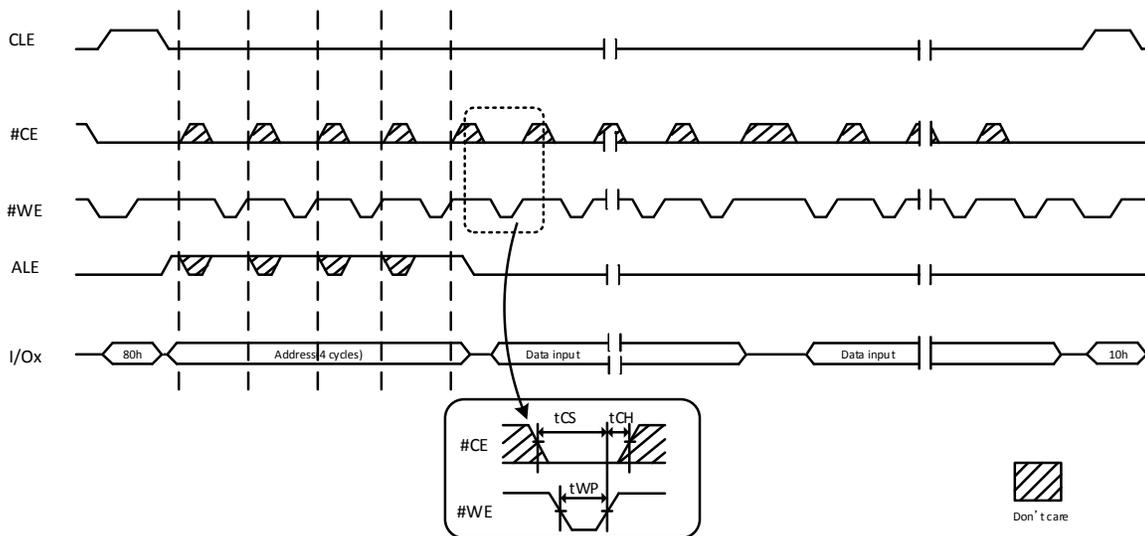 CLE
#CE
#WE
ALE
I/Ox
80h
Address(4 cycles)
Data input
Data input
10h
tCS
tCH
#CE
tWP
#WE
Don't care